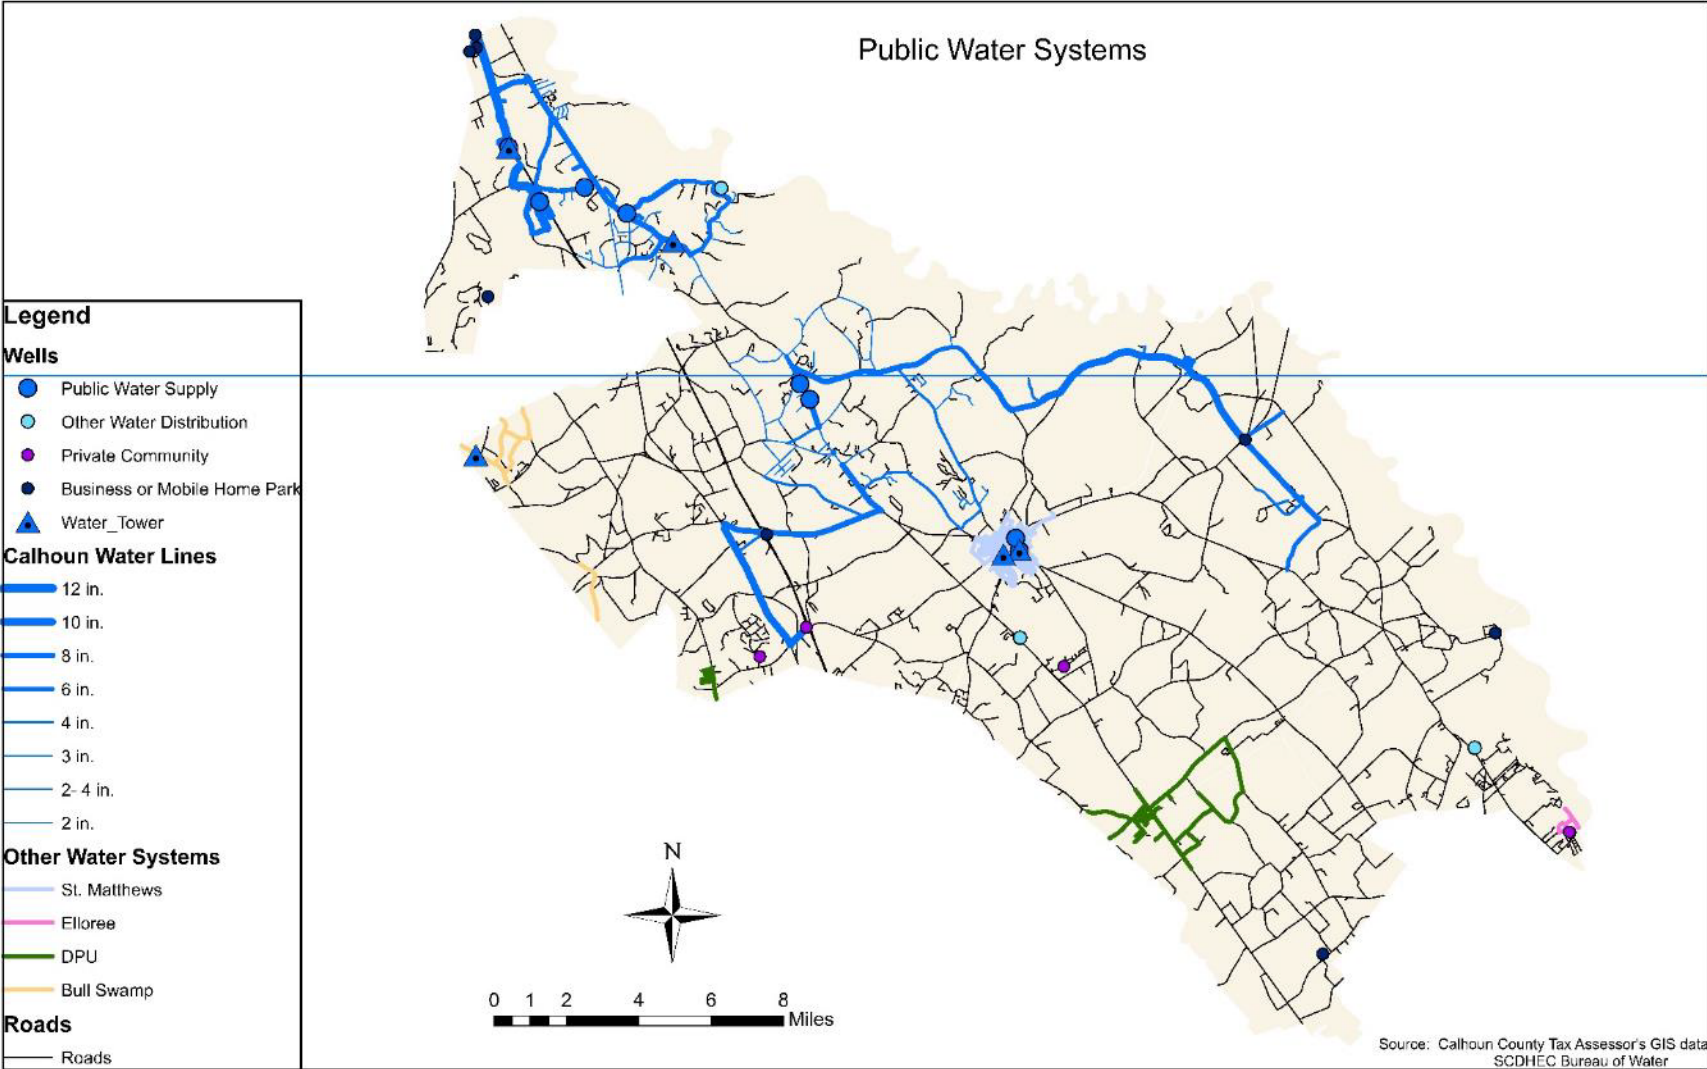 Public Water Systems
Legend
Wells
Public Water Supply
Other Water Distribution
Private Community
Business or Mobile Home Park
Water_Tower
Calhoun Water Lines
12 in.
10 in.
8 in.
6 in.
4 in.
3 in.
2- 4 in.
2 in.
Other Water Systems
St. Matthews
Elloree
DPU
Bull Swamp
Roads
Roads
N
0 1 2 4 6 8
Miles
Source: Calhoun County Tax Assessor's GIS data
SCDHEC Bureau of Water